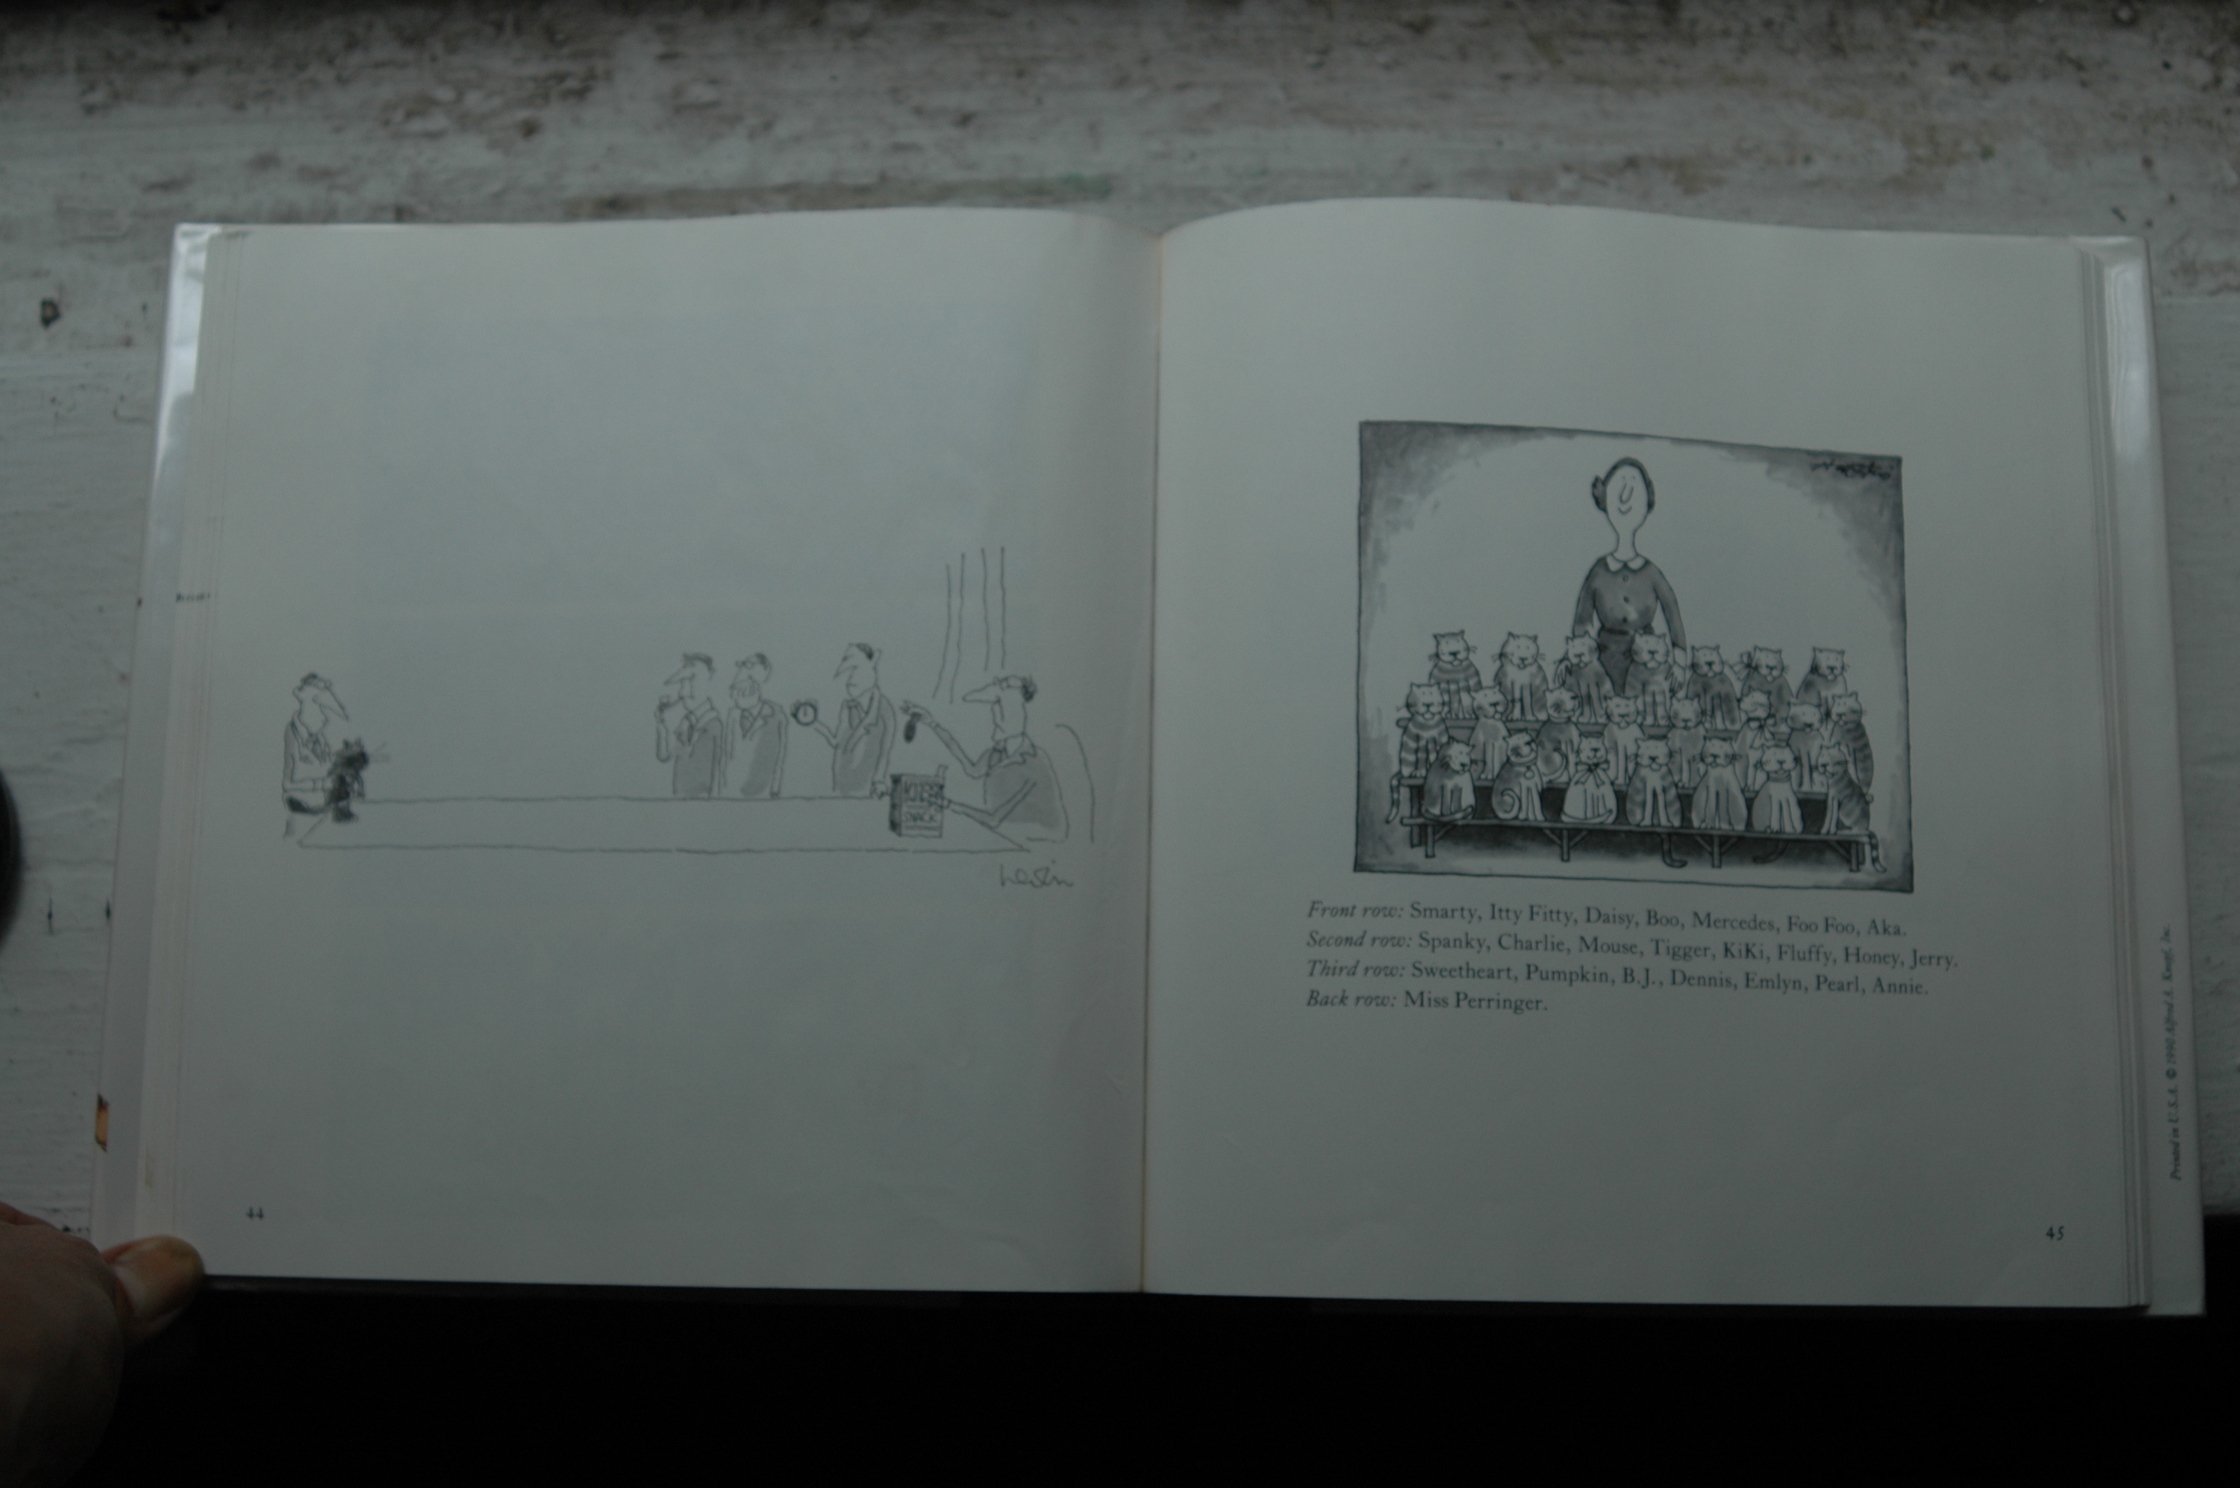 44
Front row: Smarty, Itty Fitty, Daisy, Boo, Mercedes, Foo Foo, Aka.
Second row: Spanky, Charlie, Mouse, Tigger, KiKi, Fluffy, Honey, Jerry.
Third row: Sweetheart, Pumpkin, B.J., Dennis, Emlyn, Pearl, Annie.
Back row: Miss Perringer.
45
Printed in U.S.A. © 1990 Alfred A. Knopf, Inc.